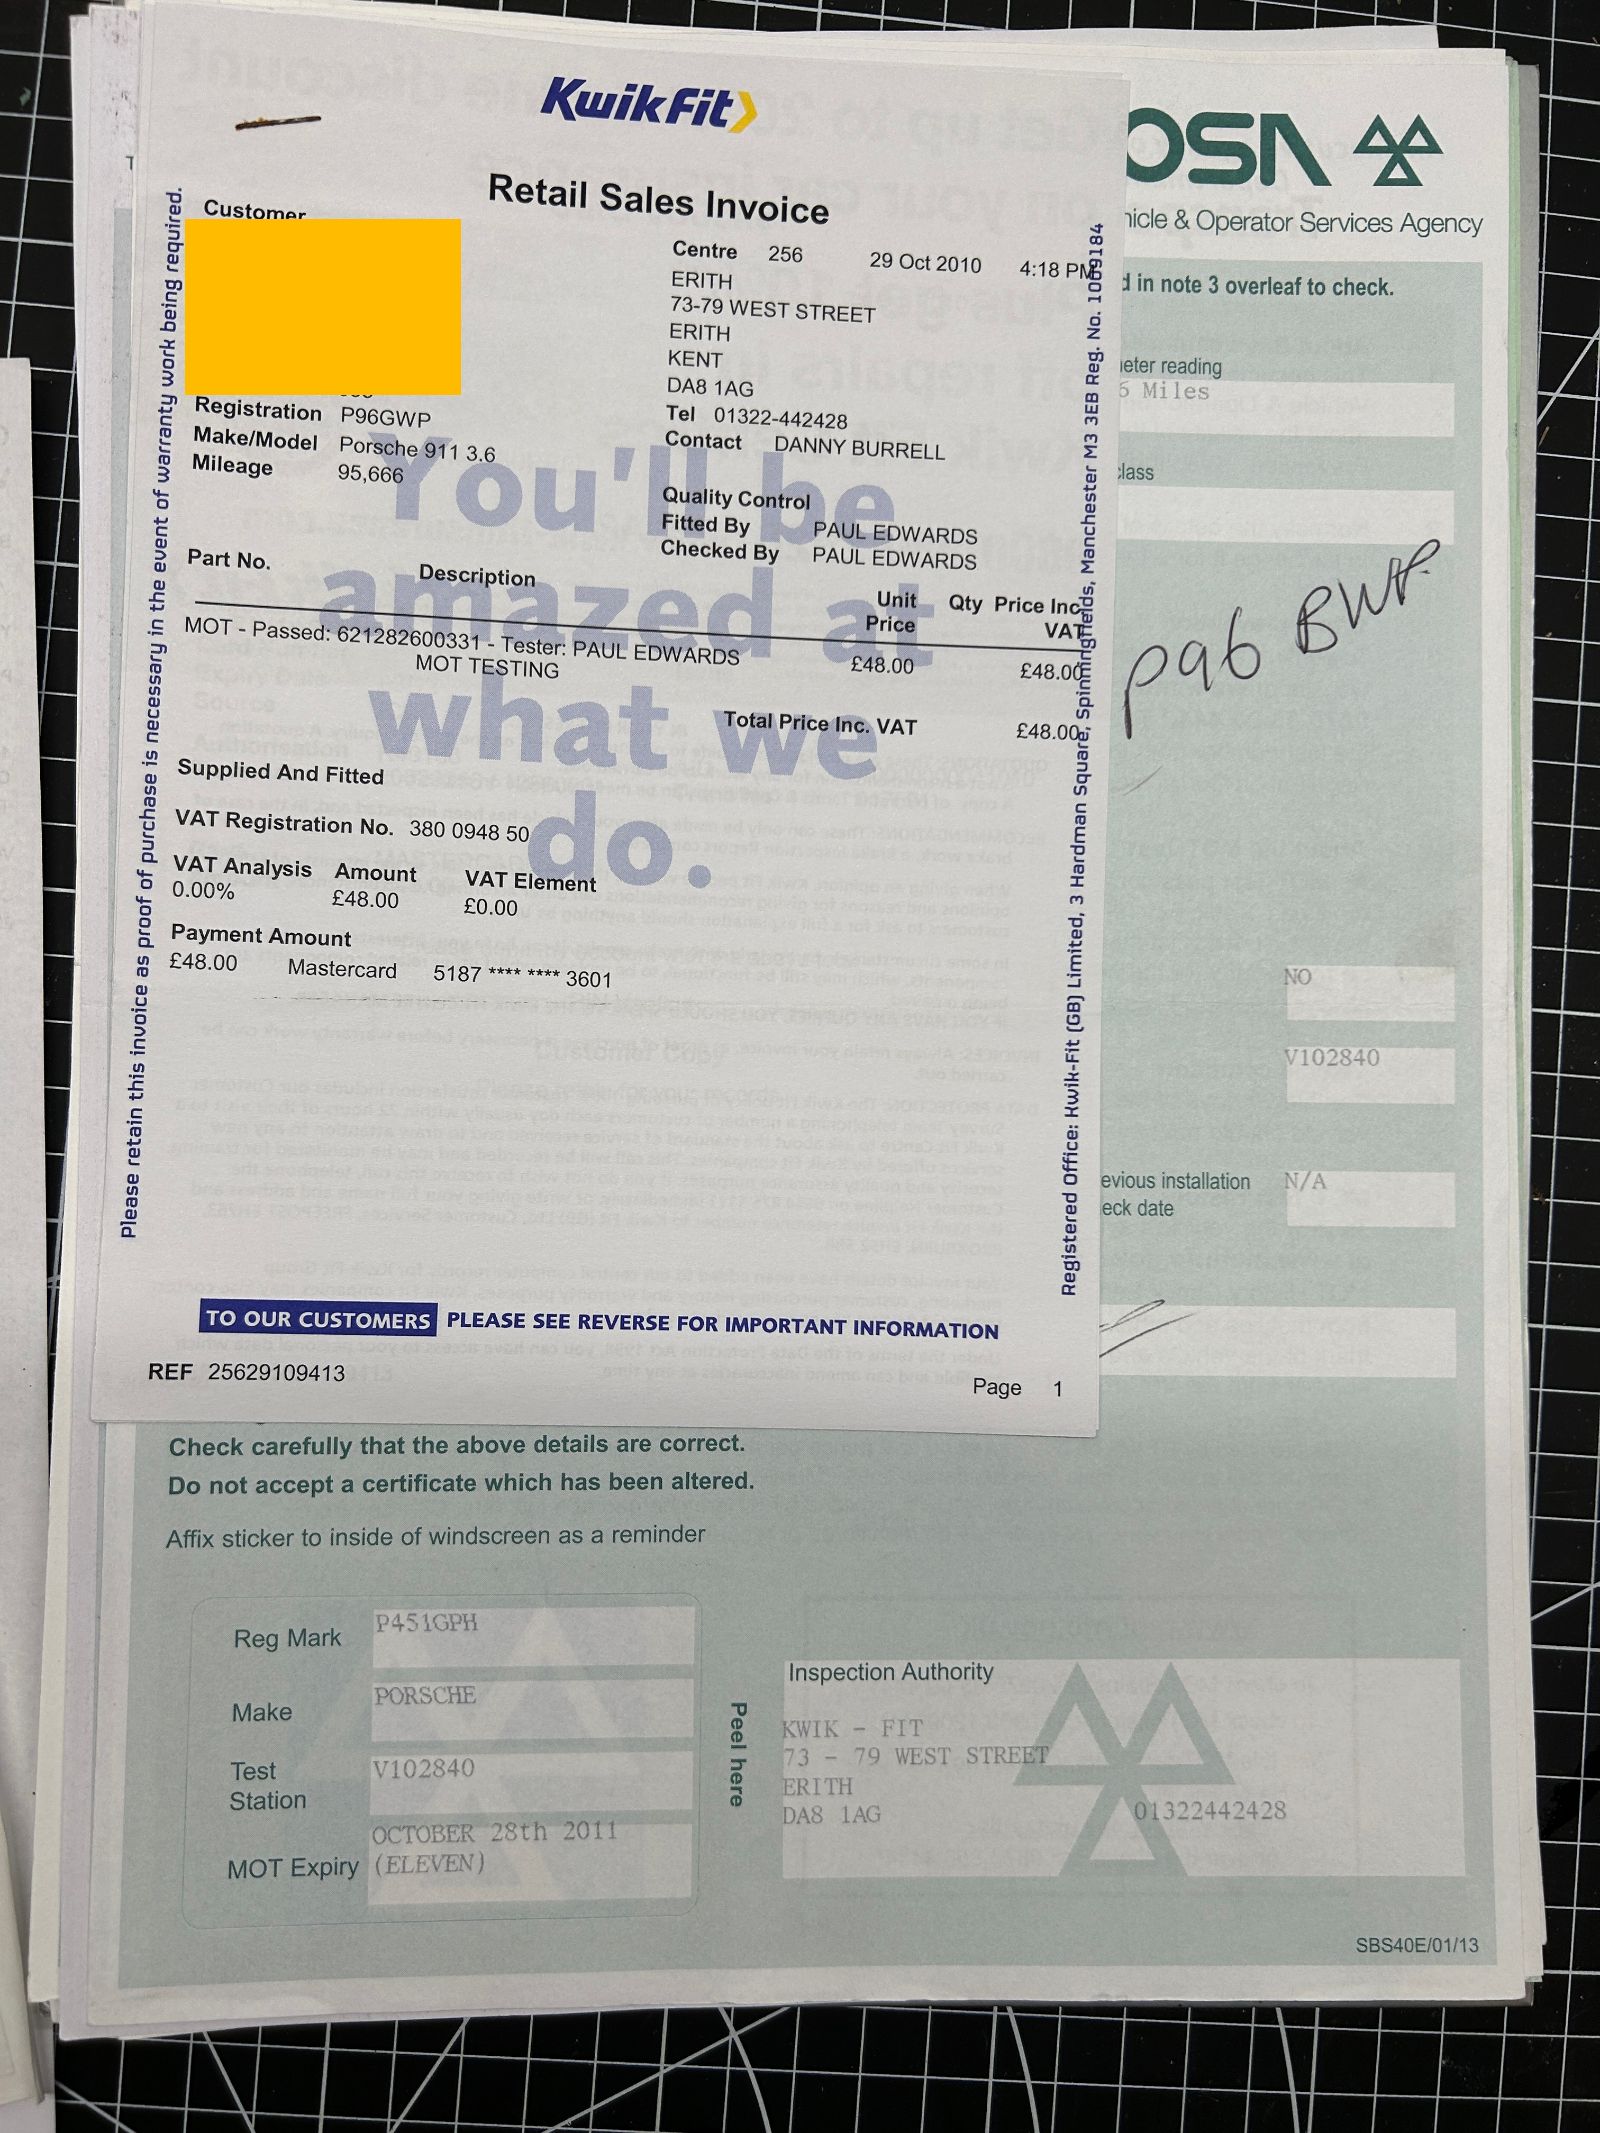 KwikFit
Retail Sales Invoice
Customer
Centre 256 29 Oct 2010 4:18 PM
ERITH
73-79 WEST STREET
ERITH
KENT
DA8 1AG
Tel 01322-442428
Contact DANNY BURRELL
Registration P96GWP
Make/Model Porsche 911 3.6
Mileage 95,666
Quality Control
Fitted By PAUL EDWARDS
Checked By PAUL EDWARDS
Part No. Description Unit Price Qty Price Inc VAT
MOT - Passed: 621282600331 - Tester: PAUL EDWARDS
MOT TESTING £48.00 £48.00
Total Price Inc. VAT £48.00
Supplied And Fitted
VAT Registration No. 380 0948 50
VAT Analysis Amount VAT Element
0.00% £48.00 £0.00
Payment Amount
£48.00 Mastercard 5187 **** **** 3601
You'll be
amazed at
what we
do.
Please retain this invoice as proof of purchase is necessary in the event of warranty work being required.
Registered Office: Kwik-Fit (GB) Limited, 3 Hardman Square, Spinningfields, Manchester M3 3EB Reg. No. 1009184
TO OUR CUSTOMERS PLEASE SEE REVERSE FOR IMPORTANT INFORMATION
REF 25629109413
Page 1
OSA
hicle & Operator Services Agency
d in note 3 overleaf to check.
eter reading
6 Miles
class
P96 BWP
NO
V102840
evious installation
eck date
N/A
Check carefully that the above details are correct.
Do not accept a certificate which has been altered.
Affix sticker to inside of windscreen as a reminder
Reg Mark P451GPH
Make PORSCHE
Test Station V102840
MOT Expiry OCTOBER 28th 2011
(ELEVEN)
Peel here
Inspection Authority
KWIK - FIT
73 - 79 WEST STREET
ERITH
DA8 1AG 01322442428
SBS40E/01/13